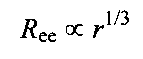 R_ee ∝ r^1/3